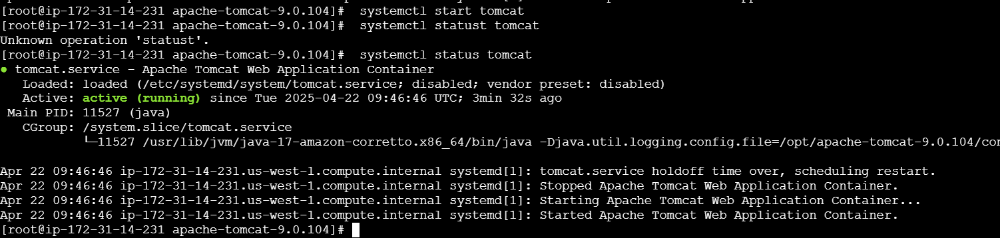 [root@ip-172-31-14-231 apache-tomcat-9.0.104]#  systemctl start tomcat
[root@ip-172-31-14-231 apache-tomcat-9.0.104]#  systemctl statust tomcat
Unknown operation 'statust'.
[root@ip-172-31-14-231 apache-tomcat-9.0.104]#  systemctl status tomcat
● tomcat.service - Apache Tomcat Web Application Container
   Loaded: loaded (/etc/systemd/system/tomcat.service; disabled; vendor preset: disabled)
   Active: active (running) since Tue 2025-04-22 09:46:46 UTC; 3min 32s ago
 Main PID: 11527 (java)
   CGroup: /system.slice/tomcat.service
           └─11527 /usr/lib/jvm/java-17-amazon-corretto.x86_64/bin/java -Djava.util.logging.config.file=/opt/apache-tomcat-9.0.104/con
Apr 22 09:46:46 ip-172-31-14-231.us-west-1.compute.internal systemd[1]: tomcat.service holdoff time over, scheduling restart.
Apr 22 09:46:46 ip-172-31-14-231.us-west-1.compute.internal systemd[1]: Stopped Apache Tomcat Web Application Container.
Apr 22 09:46:46 ip-172-31-14-231.us-west-1.compute.internal systemd[1]: Starting Apache Tomcat Web Application Container...
Apr 22 09:46:46 ip-172-31-14-231.us-west-1.compute.internal systemd[1]: Started Apache Tomcat Web Application Container.
[root@ip-172-31-14-231 apache-tomcat-9.0.104]#